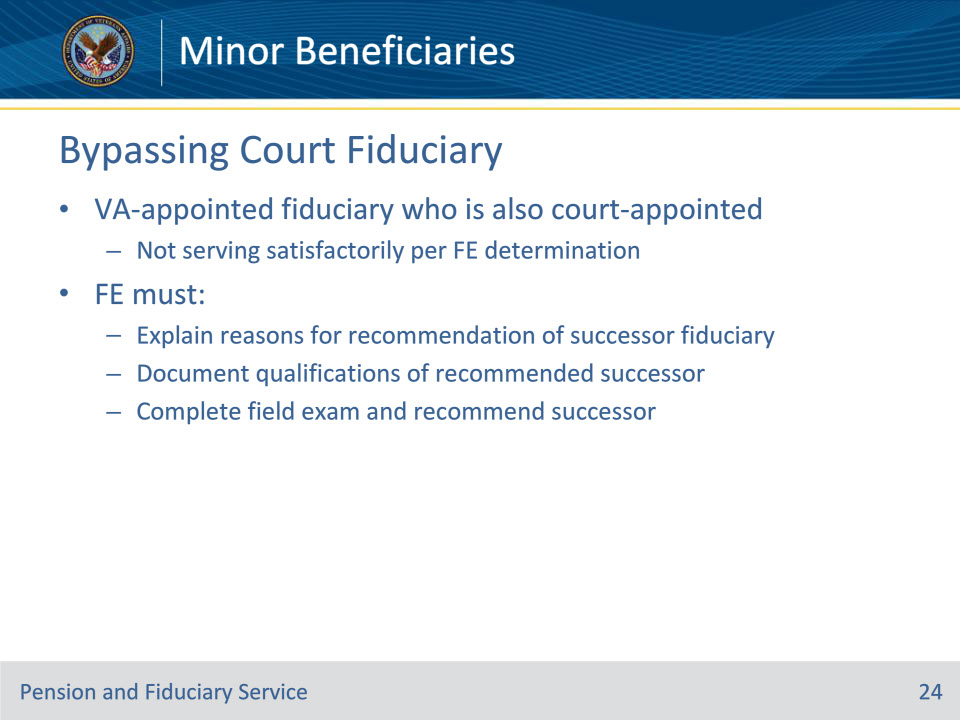 Minor Beneficiaries
Bypassing Court Fiduciary
• VA-appointed fiduciary who is also court-appointed
– Not serving satisfactorily per FE determination
• FE must:
– Explain reasons for recommendation of successor fiduciary
– Document qualifications of recommended successor
– Complete field exam and recommend successor
Pension and Fiduciary Service
24